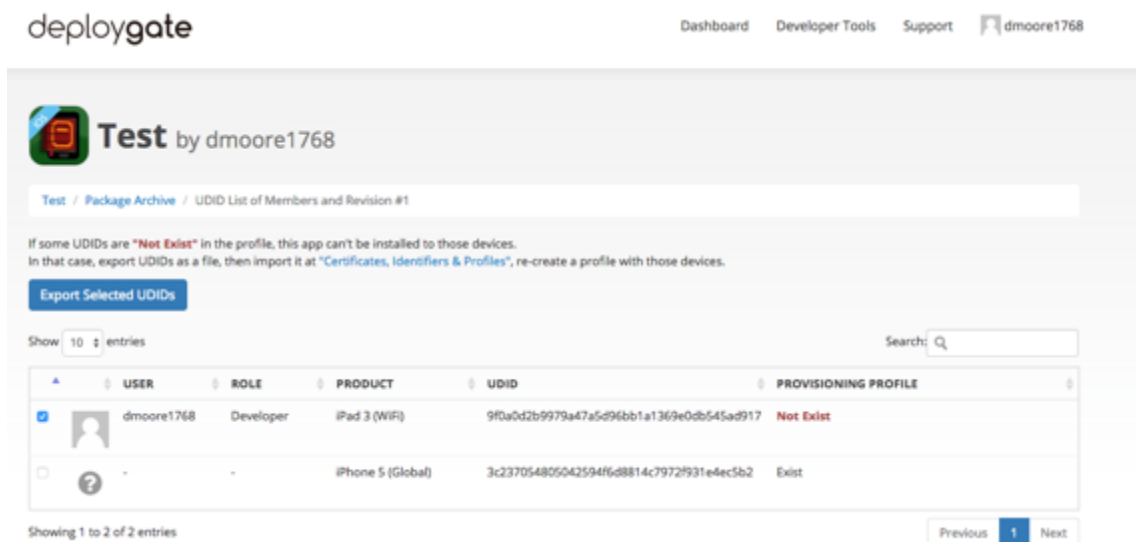 deploygate
Dashboard Developer Tools Support dmoore1768
iOS
Test by dmoore1768
Test / Package Archive / UDID List of Members and Revision #1
If some UDIDs are "Not Exist" in the profile, this app can't be installed to those devices.
In that case, export UDIDs as a file, then import it at "Certificates, Identifiers & Profiles", re-create a profile with those devices.
Export Selected UDIDs
Show 10 entries Search:
USER ROLE PRODUCT UDID PROVISIONING PROFILE
dmoore1768 Developer iPad 3 (WiFi) 9f0a0d2b9979a47a5d96bb1a1369e0db545ad917 Not Exist
? - - iPhone 5 (Global) 3c237054805042594f6d8814c7972f931e4ec5b2 Exist
Showing 1 to 2 of 2 entries Previous 1 Next